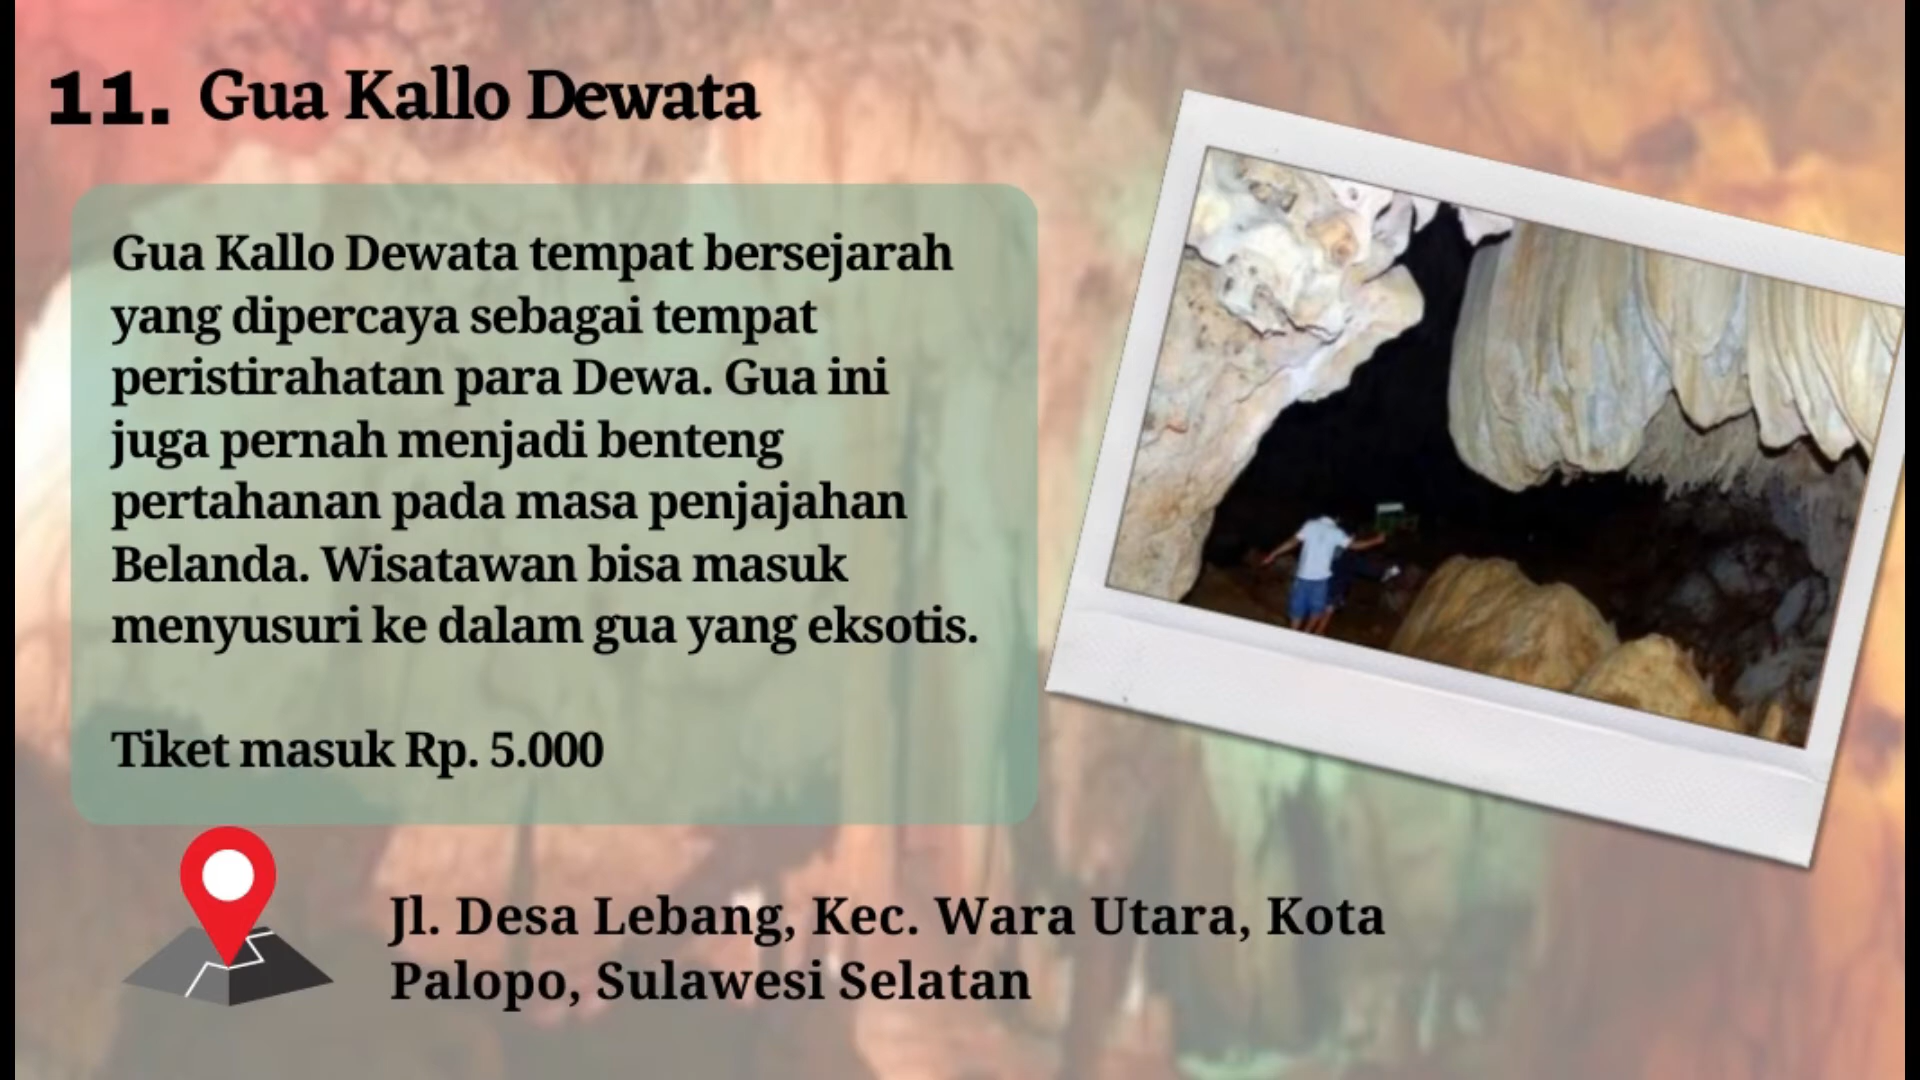 11. Gua Kallo Dewata
Gua Kallo Dewata tempat bersejarah
yang dipercaya sebagai tempat
peristirahatan para Dewa. Gua ini
juga pernah menjadi benteng
pertahanan pada masa penjajahan
Belanda. Wisatawan bisa masuk
menyusuri ke dalam gua yang eksotis.
Tiket masuk Rp. 5.000
Jl. Desa Lebang, Kec. Wara Utara, Kota
Palopo, Sulawesi Selatan